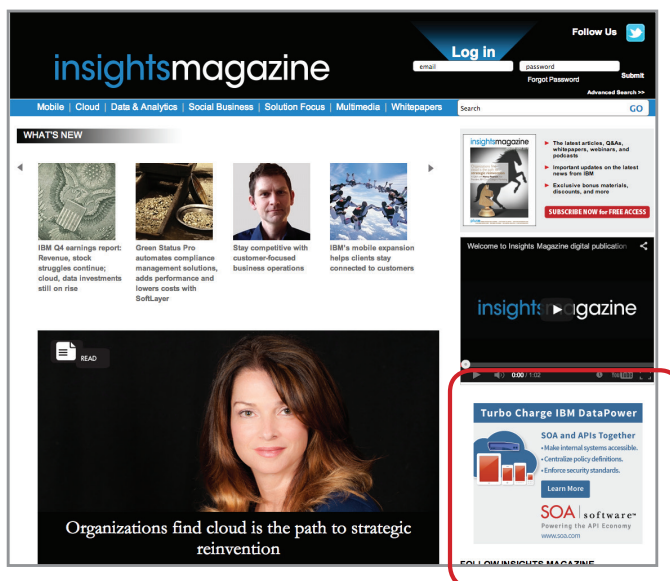 Follow Us
Log in
insightsmagazine
email
password
Forgot Password
Submit
Advanced Search >>
Mobile | Cloud | Data & Analytics | Social Business | Solution Focus | Multimedia | Whitepapers
Search
GO
WHAT'S NEW
IBM Q4 earnings report:
Revenue, stock
struggles continue;
cloud, data investments
still on rise
Green Status Pro
automates compliance
management solutions,
adds performance and
lowers costs with
SoftLayer
Stay competitive with
customer-focused
business operations
IBM's mobile expansion
helps clients stay
connected to customers
insightsmagazine
The latest articles, Q&As,
whitepapers, webinars, and
podcasts
Important updates on the latest
news from IBM
Exclusive bonus materials,
discounts, and more
SUBSCRIBE NOW for FREE ACCESS
Welcome to Insights Magazine digital publication
insightsmagazine
0:00 / 1:02
READ
Organizations find cloud is the path to strategic
reinvention
Turbo Charge IBM DataPower
SOA and APIs Together
• Make internal systems accessible.
• Centralize policy definitions.
• Enforce security standards.
Learn More
SOA software™
Powering the API Economy
www.soa.com
FOLLOW INSIGHTS MAGAZINE